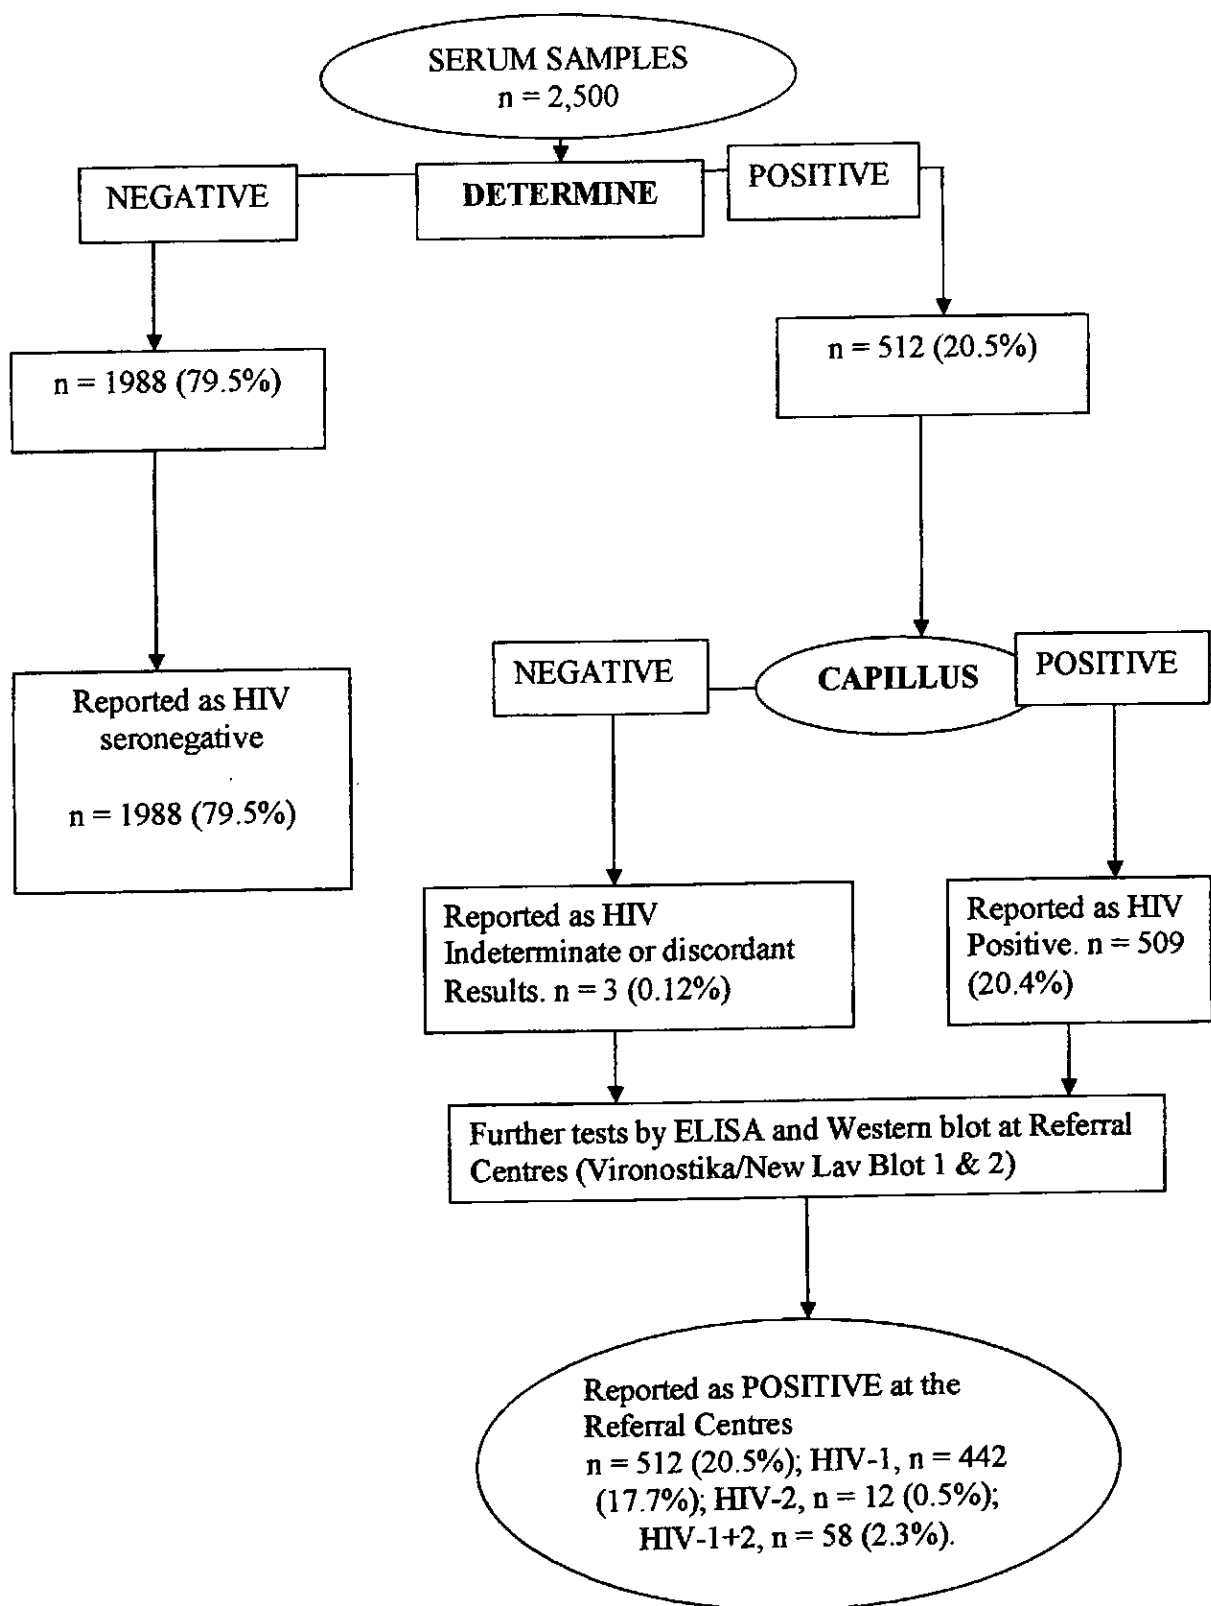 SERUM SAMPLES
n = 2,500
NEGATIVE
DETERMINE
POSITIVE
n = 1988 (79.5%)
n = 512 (20.5%)
NEGATIVE
CAPILLUS
POSITIVE
Reported as HIV
seronegative
n = 1988 (79.5%)
Reported as HIV
Indeterminate or discordant
Results. n = 3 (0.12%)
Reported as HIV
Positive. n = 509
(20.4%)
Further tests by ELISA and Western blot at Referral
Centres (Vironostika/New Lav Blot 1 & 2)
Reported as POSITIVE at the
Referral Centres
n = 512 (20.5%); HIV-1, n = 442
(17.7%); HIV-2, n = 12 (0.5%);
HIV-1+2, n = 58 (2.3%).